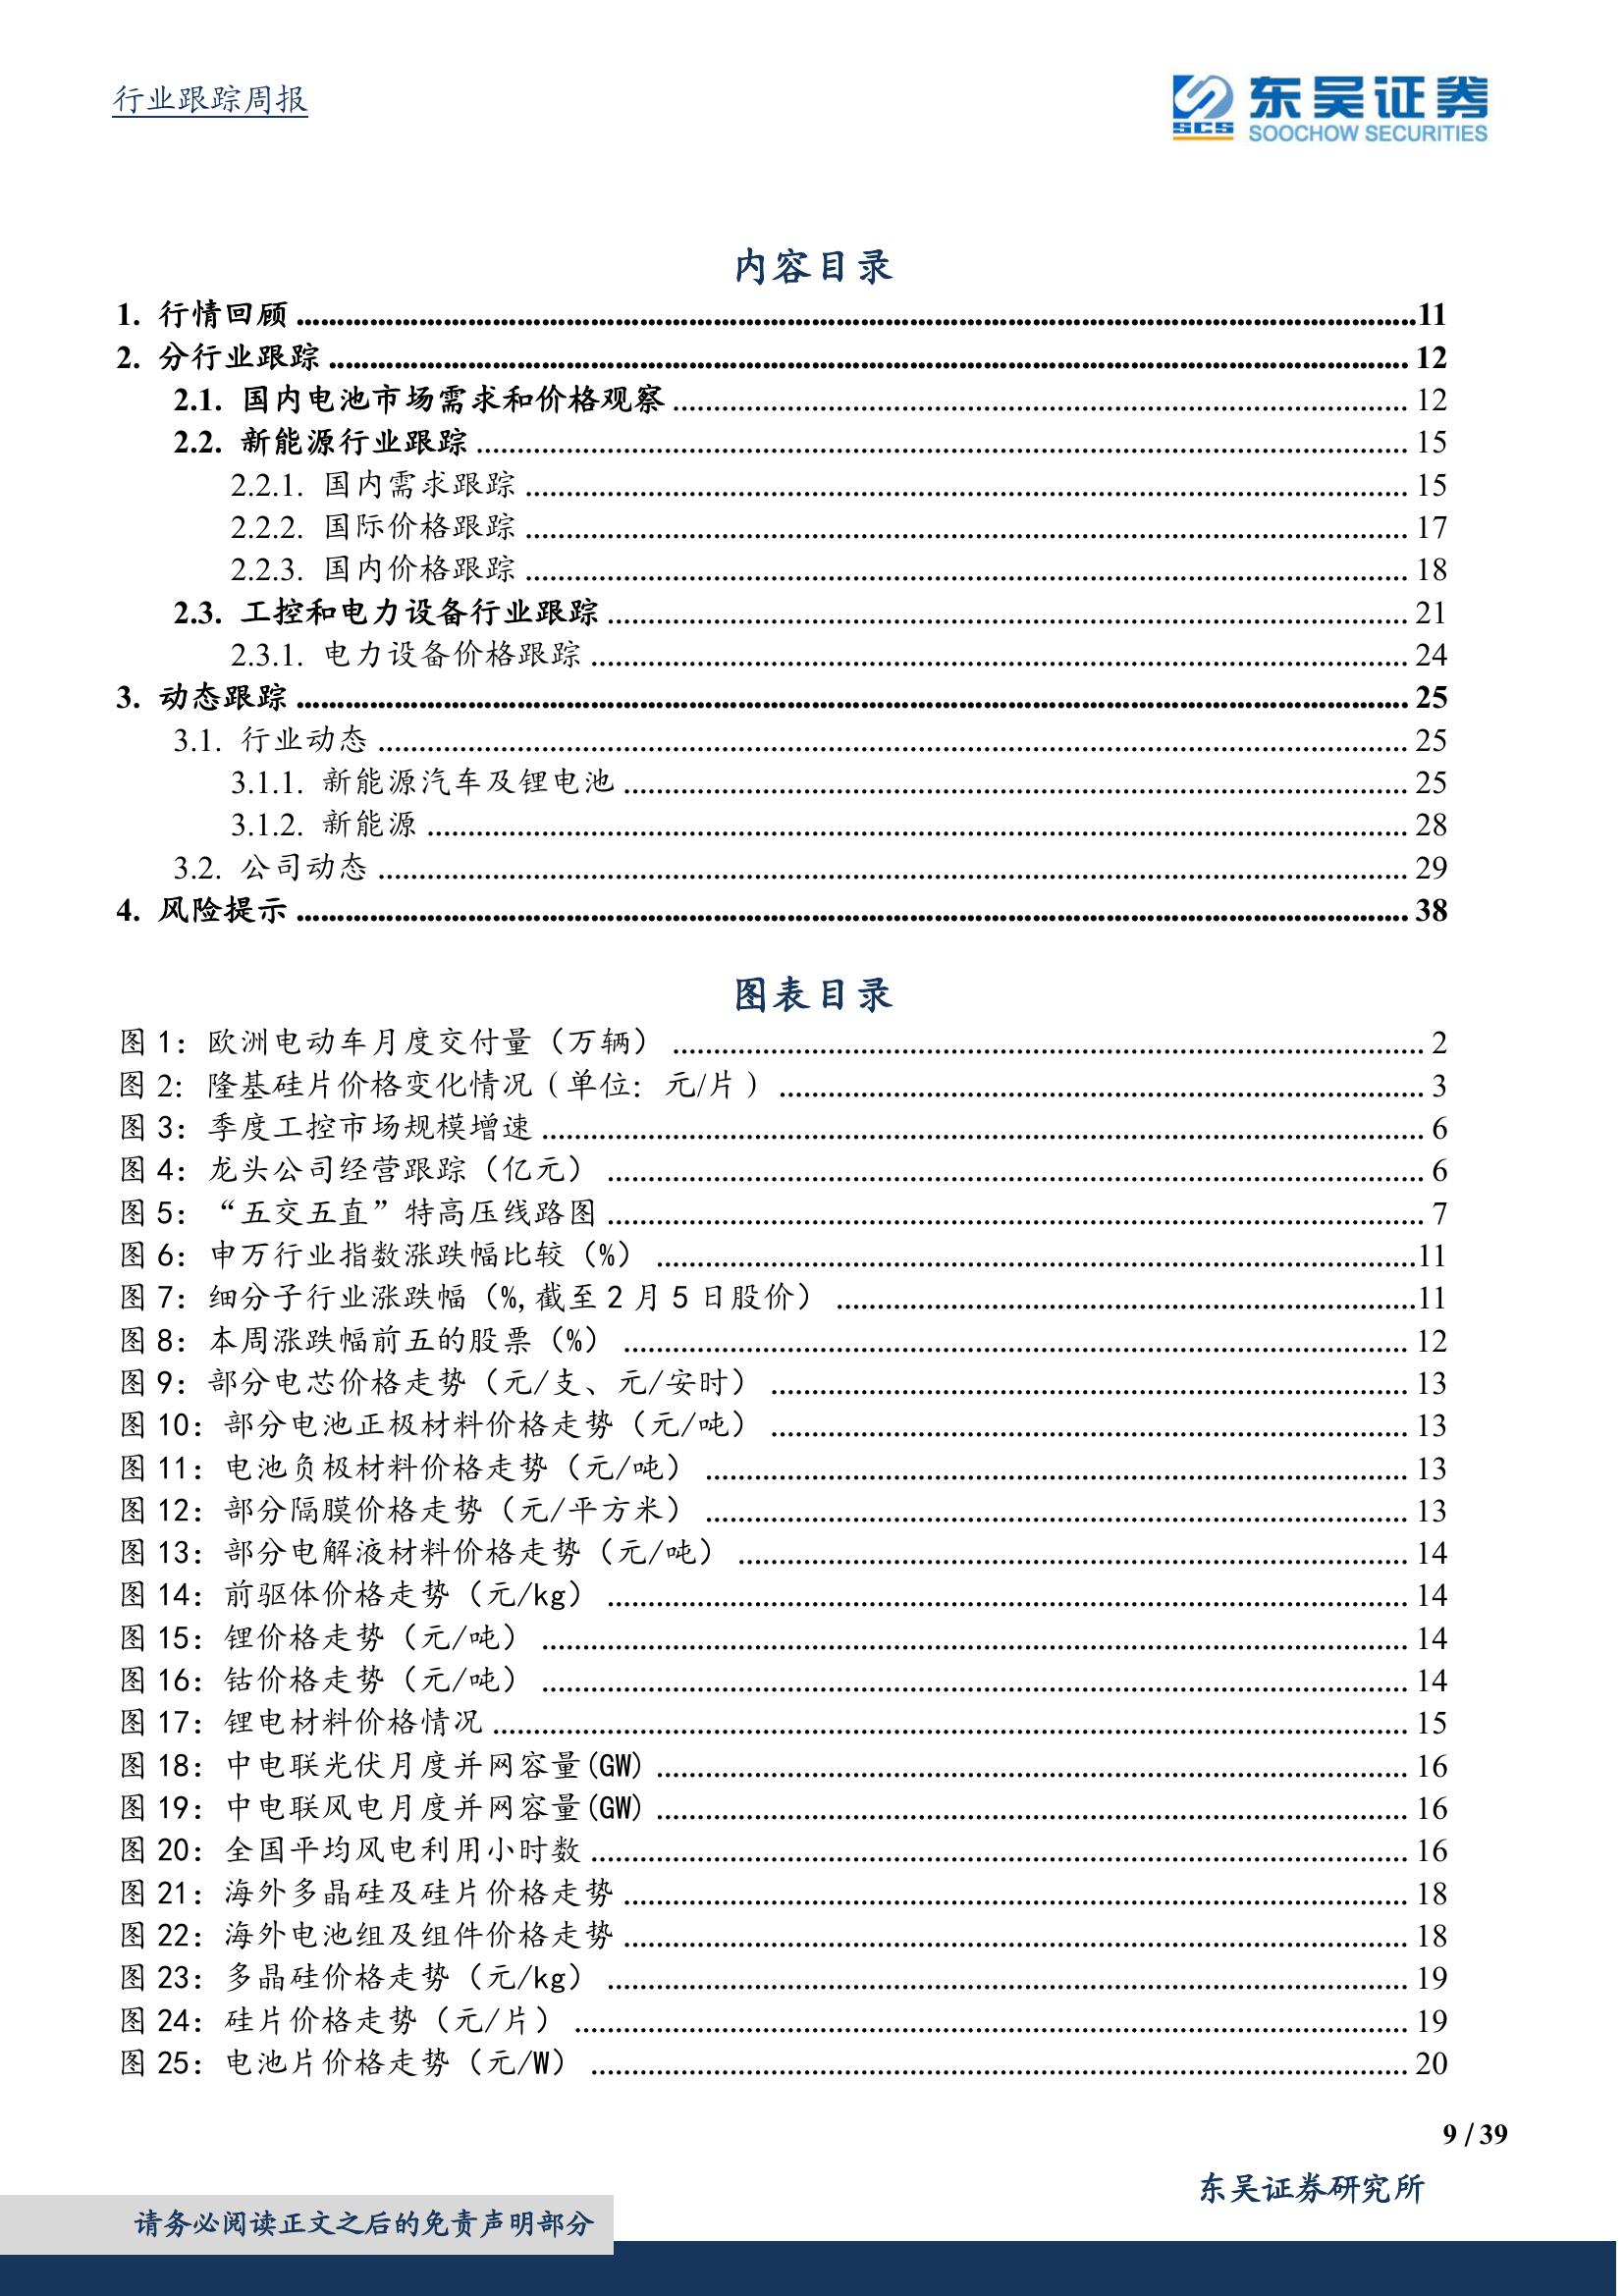 行业跟踪周报
SCS 东吴证券
SOOCHOW SECURITIES
内容目录
1. 行情回顾 ........ 11
2. 分行业跟踪 ........ 12
2.1. 国内电池市场需求和价格观察 ........ 12
2.2. 新能源行业跟踪 ........ 15
2.2.1. 国内需求跟踪 ........ 15
2.2.2. 国际价格跟踪 ........ 17
2.2.3. 国内价格跟踪 ........ 18
2.3. 工控和电力设备行业跟踪 ........ 21
2.3.1. 电力设备价格跟踪 ........ 24
3. 动态跟踪 ........ 25
3.1. 行业动态 ........ 25
3.1.1. 新能源汽车及锂电池 ........ 25
3.1.2. 新能源 ........ 28
3.2. 公司动态 ........ 29
4. 风险提示 ........ 38
图表目录
图 1：欧洲电动车月度交付量（万辆） ........ 2
图 2: 隆基硅片价格变化情况（单位: 元/片） ........ 3
图 3：季度工控市场规模增速 ........ 6
图 4：龙头公司经营跟踪（亿元） ........ 6
图 5：“五交五直”特高压线路图 ........ 7
图 6：申万行业指数涨跌幅比较（%） ........ 11
图 7：细分子行业涨跌幅（%,截至 2 月 5 日股价） ........ 11
图 8：本周涨跌幅前五的股票（%） ........ 12
图 9：部分电芯价格走势（元/支、元/安时） ........ 13
图 10：部分电池正极材料价格走势（元/吨） ........ 13
图 11：电池负极材料价格走势（元/吨） ........ 13
图 12：部分隔膜价格走势（元/平方米） ........ 13
图 13：部分电解液材料价格走势（元/吨） ........ 14
图 14：前驱体价格走势（元/kg） ........ 14
图 15：锂价格走势（元/吨） ........ 14
图 16：钴价格走势（元/吨） ........ 14
图 17：锂电材料价格情况 ........ 15
图 18：中电联光伏月度并网容量(GW) ........ 16
图 19：中电联风电月度并网容量(GW) ........ 16
图 20：全国平均风电利用小时数 ........ 16
图 21：海外多晶硅及硅片价格走势 ........ 18
图 22：海外电池组及组件价格走势 ........ 18
图 23：多晶硅价格走势（元/kg） ........ 19
图 24：硅片价格走势（元/片） ........ 19
图 25：电池片价格走势（元/W） ........ 20
9 / 39
东吴证券研究所
请务必阅读正文之后的免责声明部分